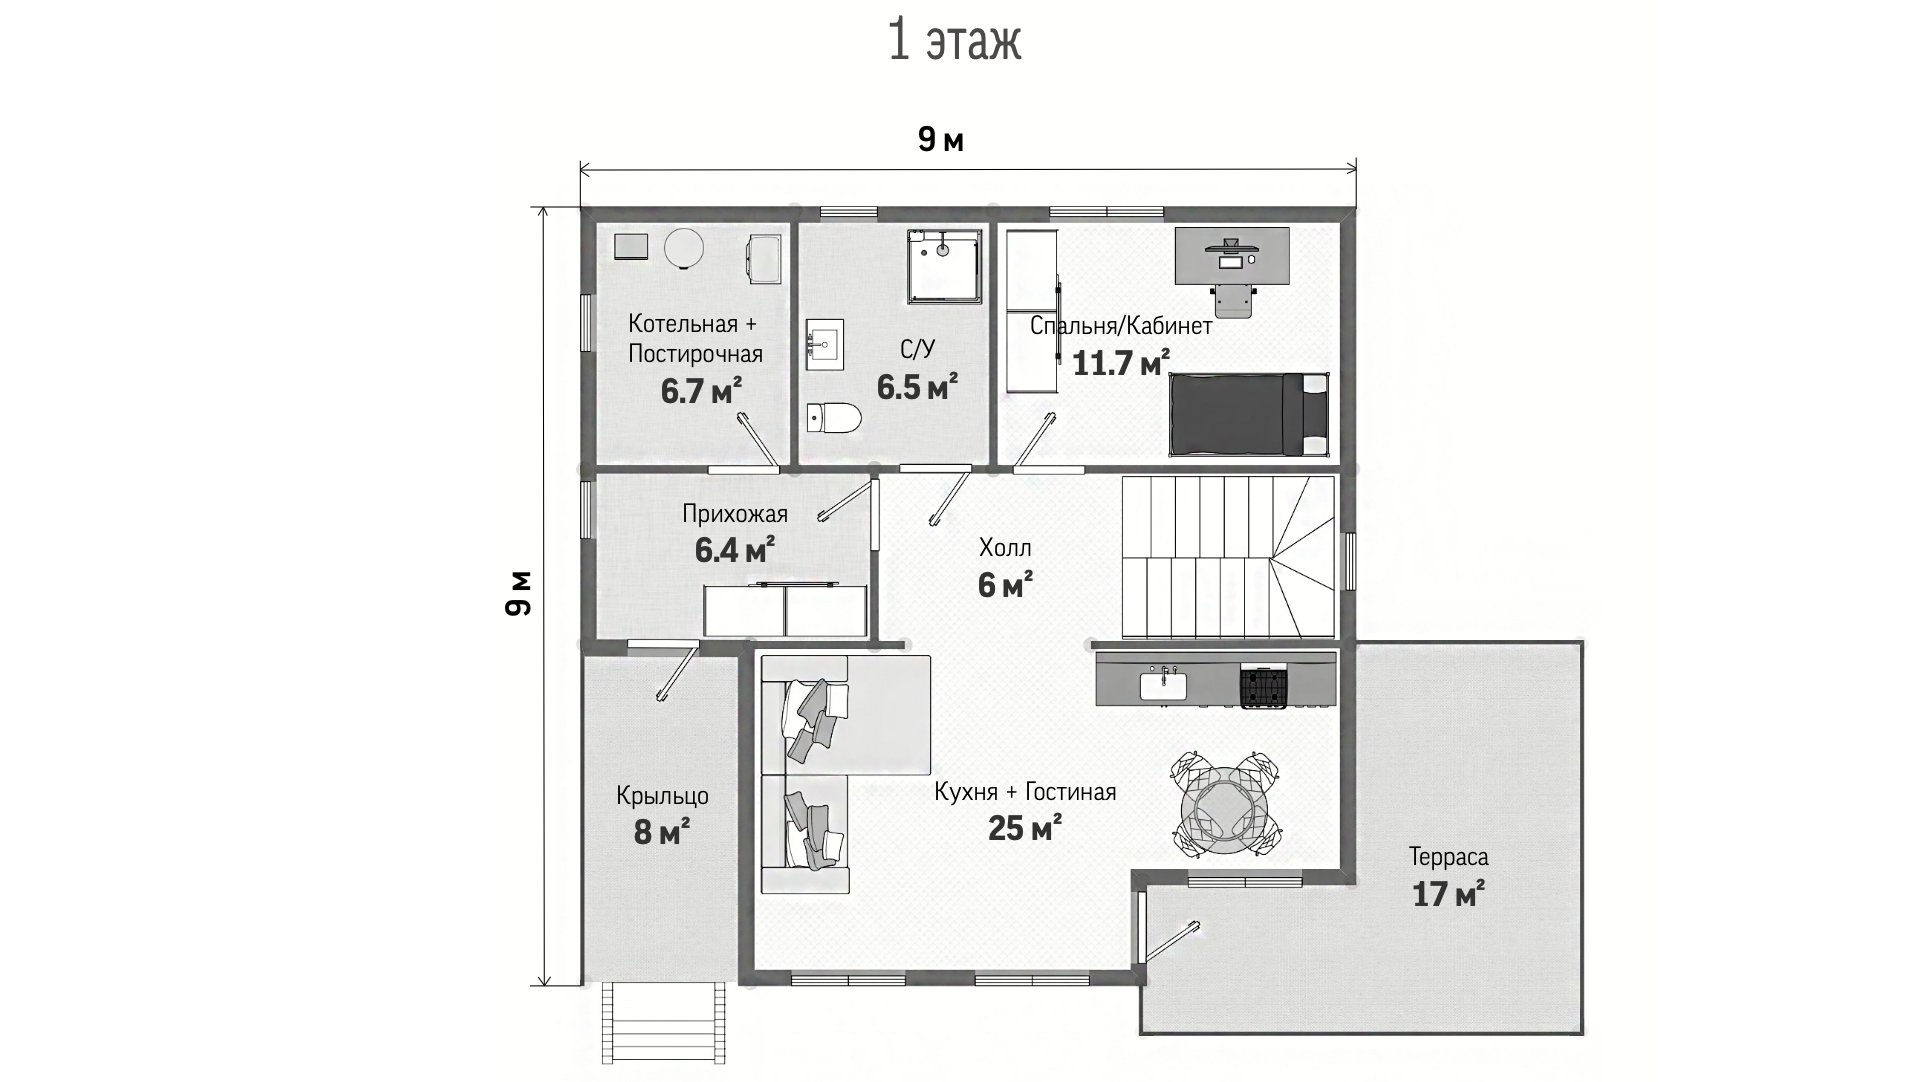 1 этаж
9 м
9 м
Котельная +
Постирочная
6.7 м²
С/У
6.5 м²
Спальня/Кабинет
11.7 м²
Прихожая
6.4 м²
Холл
6 м²
Крыльцо
8 м²
Кухня + Гостиная
25 м²
Терраса
17 м²